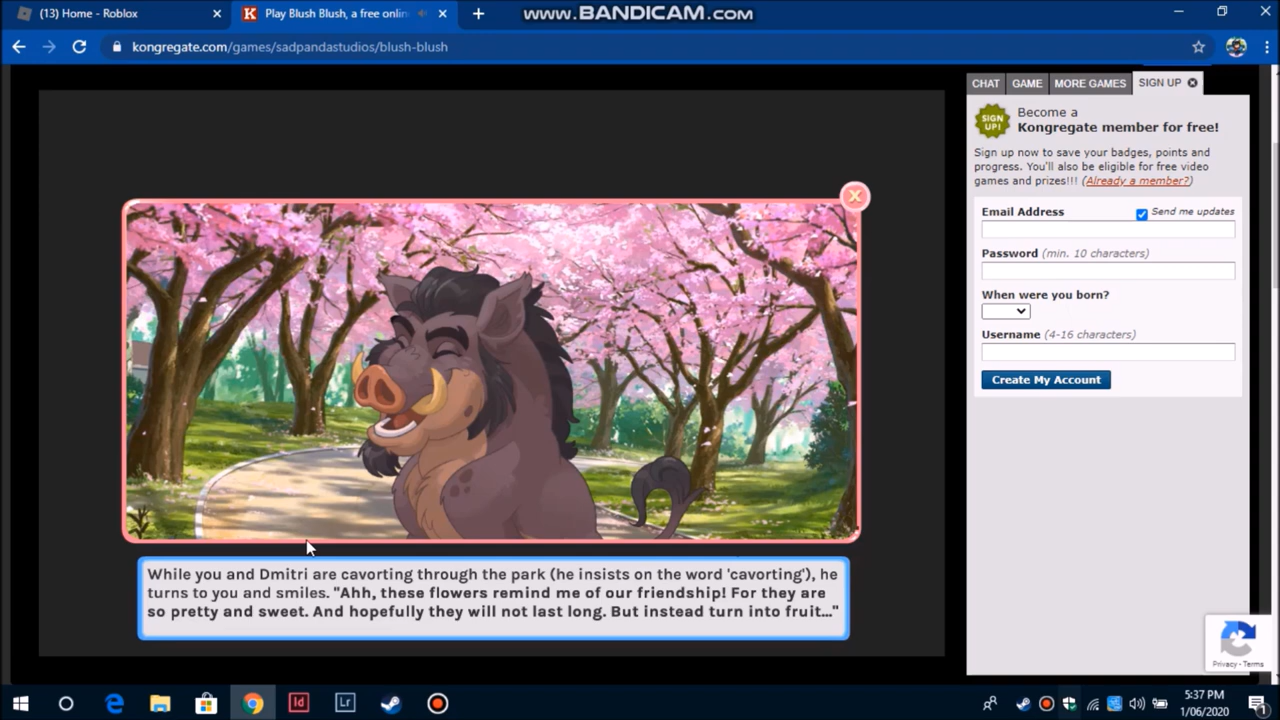 (13) Home - Roblox
Play Blush Blush, a free onlin
www.BANDICAM.com
kongregate.com/games/sadpandastudios/blush-blush
CHAT GAME MORE GAMES SIGN UP
SIGN UP!
Become a
Kongregate member for free!
Sign up now to save your badges, points and
progress. You'll also be eligible for free video
games and prizes!!! (Already a member?)
Email Address Send me updates
Password (min. 10 characters)
When were you born?
Username (4-16 characters)
Create My Account
While you and Dmitri are cavorting through the park (he insists on the word 'cavorting'), he
turns to you and smiles. "Ahh, these flowers remind me of our friendship! For they are
so pretty and sweet. And hopefully they will not last long. But instead turn into fruit..."
Privacy - Terms
Id
Lr
5:37 PM
1/06/2020
1